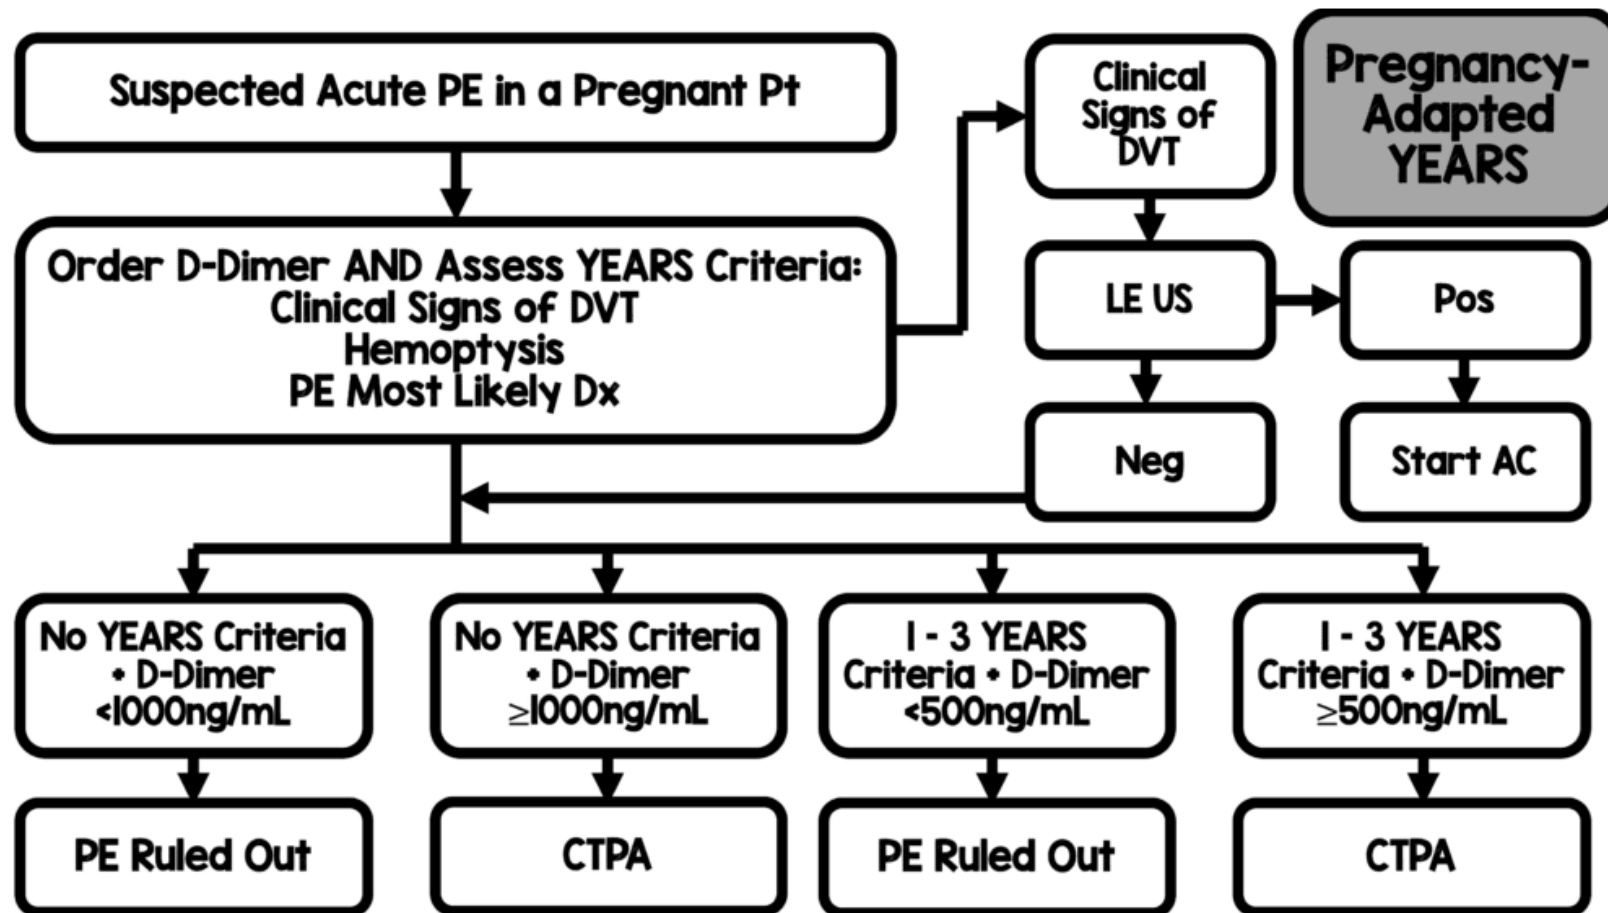 Suspected Acute PE in a Pregnant Pt
Clinical
Signs of
DVT
Pregnancy-
Adapted
YEARS
Order D-Dimer AND Assess YEARS Criteria:
Clinical Signs of DVT
Hemoptysis
PE Most Likely Dx
LE US
Pos
Neg
Start AC
No YEARS Criteria
+ D-Dimer
<1000ng/mL
No YEARS Criteria
+ D-Dimer
≥1000ng/mL
1 - 3 YEARS
Criteria + D-Dimer
<500ng/mL
1 - 3 YEARS
Criteria + D-Dimer
≥500ng/mL
PE Ruled Out
CTPA
PE Ruled Out
CTPA